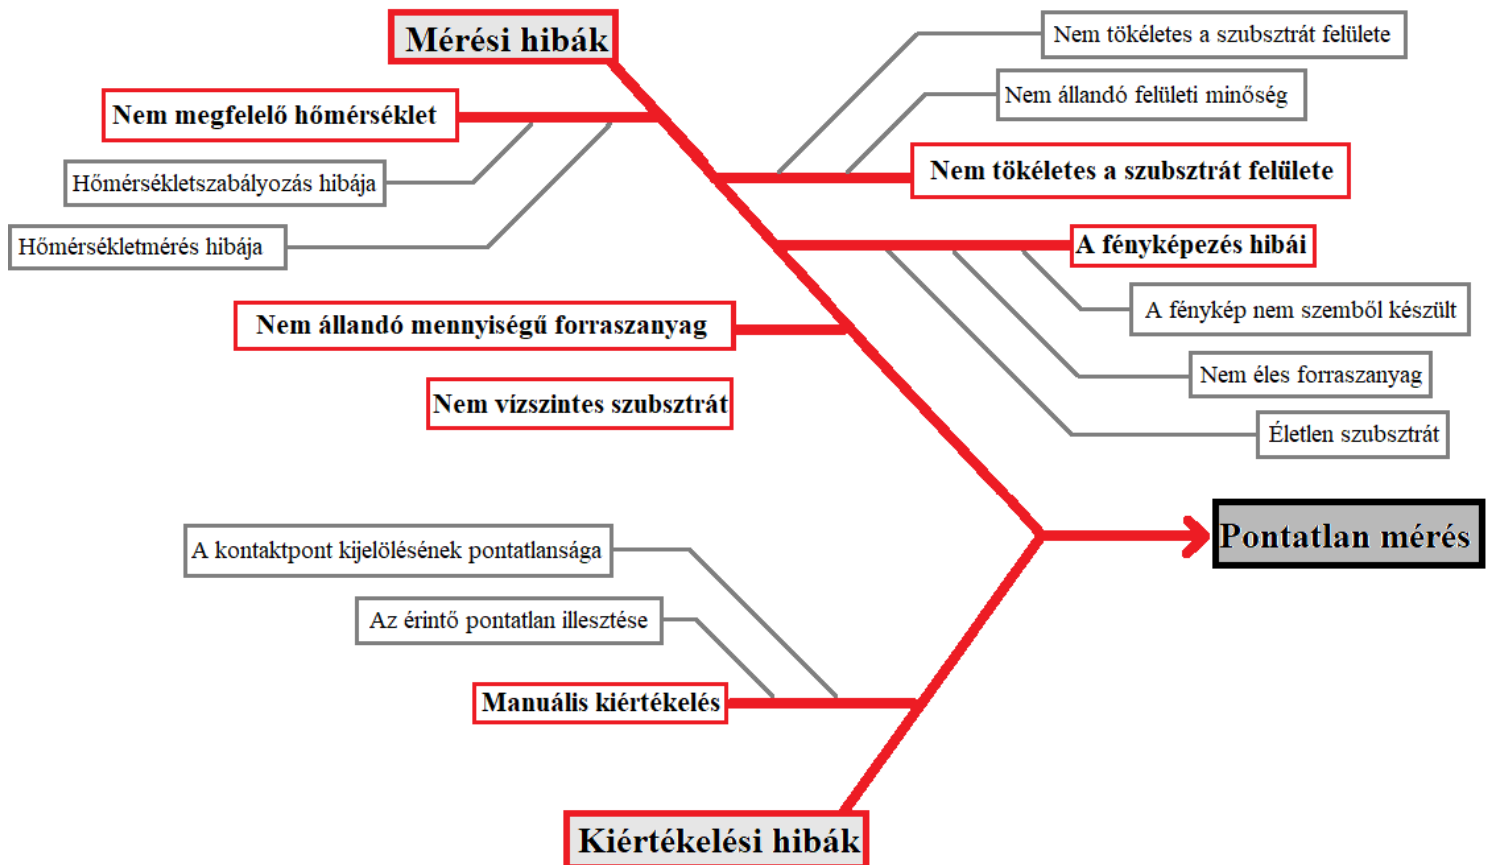 Mérési hibák
Nem tökéletes a szubsztrát felülete
Nem állandó felületi minőség
Nem megfelelő hőmérséklet
Nem tökéletes a szubsztrát felülete
Hőmérsékletszabályozás hibája
Hőmérsékletmérés hibája
A fényképezés hibái
A fénykép nem szemből készült
Nem állandó mennyiségű forraszanyag
Nem éles forraszanyag
Nem vízszintes szubsztrát
Életlen szubsztrát
Pontatlan mérés
A kontaktpont kijelölésének pontatlansága
Az érintő pontatlan illesztése
Manuális kiértékelés
Kiértékelési hibák